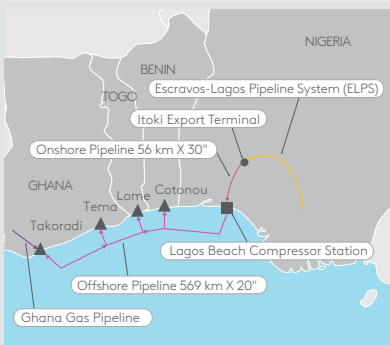 NIGERIA
BENIN
TOGO
Escravos-Lagos Pipeline System (ELPS)
Itoki Export Terminal
Onshore Pipeline 56 km X 30"
GHANA
Cotonou
Lome
Tema
Takoradi
Lagos Beach Compressor Station
Offshore Pipeline 569 km X 20"
Ghana Gas Pipeline